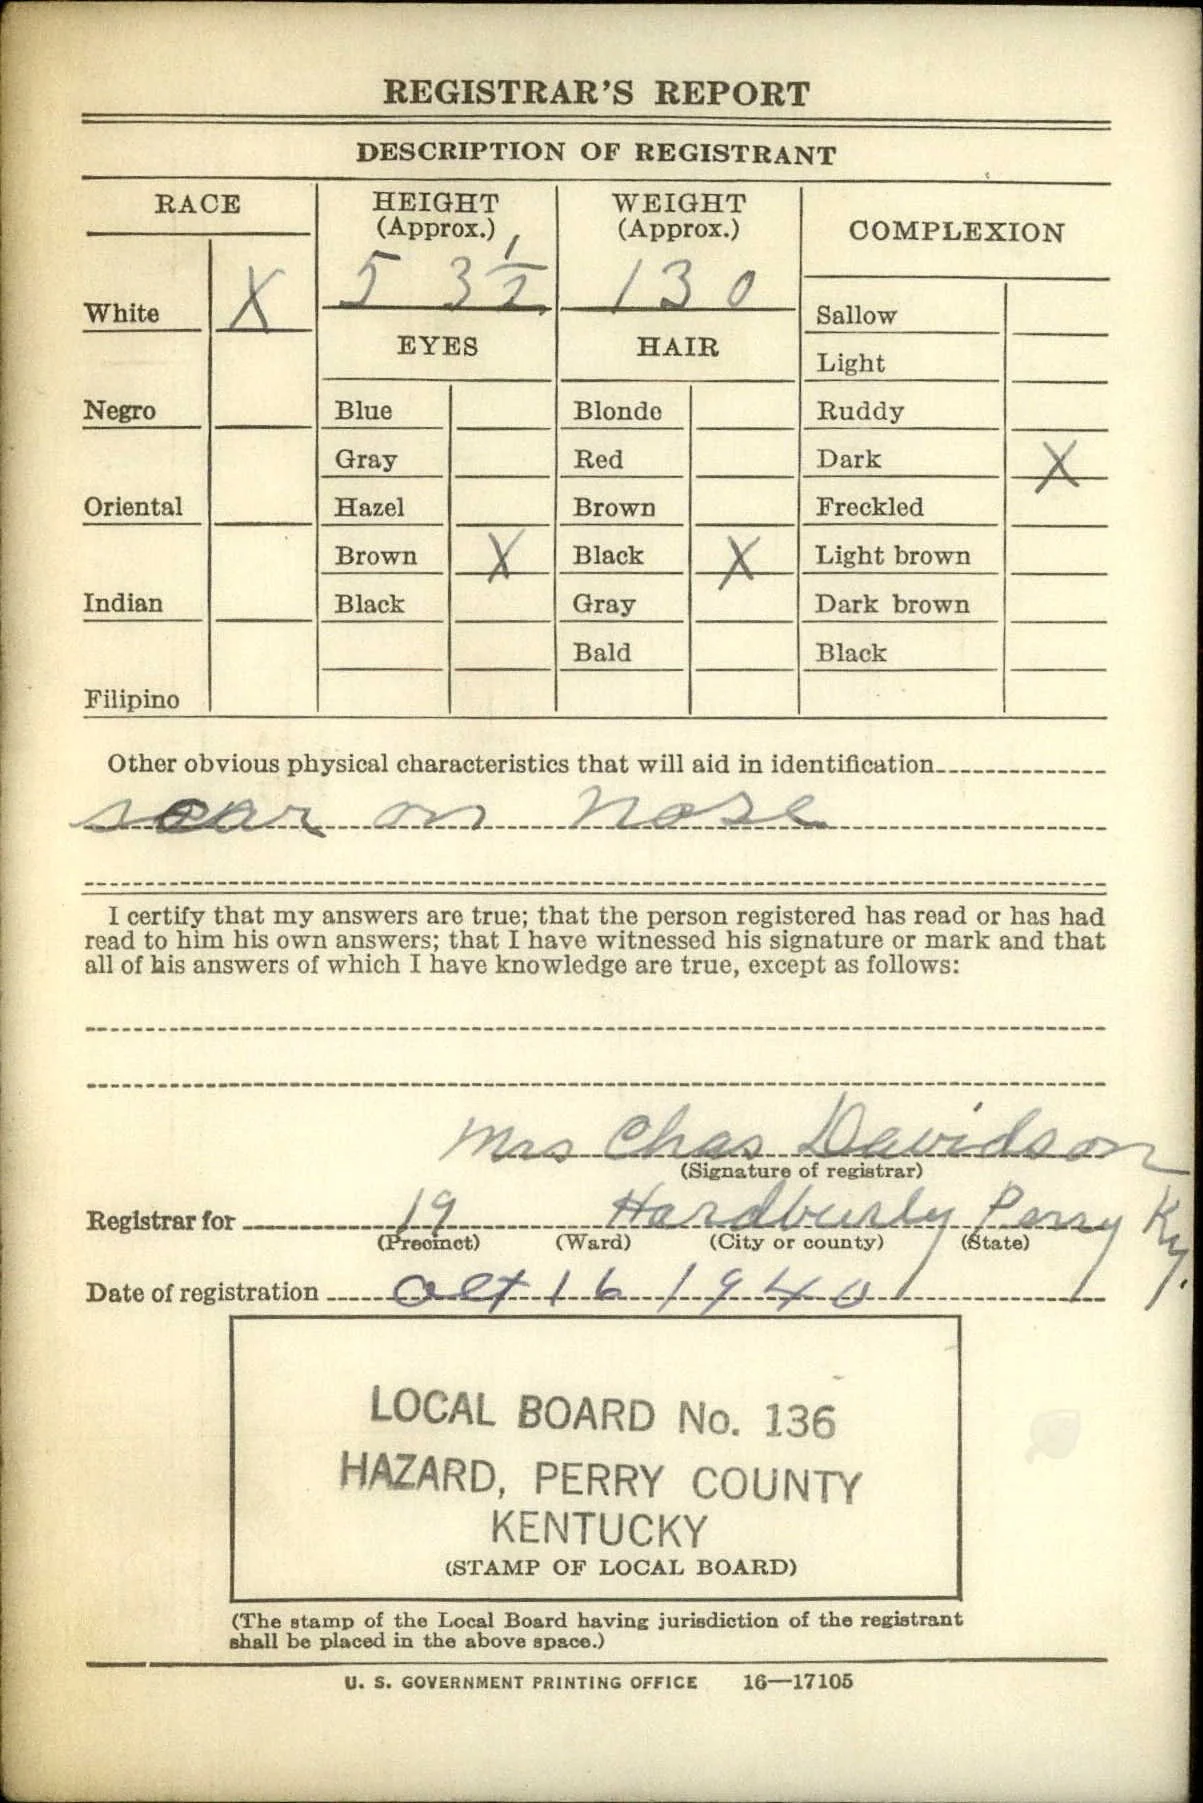 REGISTRAR'S REPORT
DESCRIPTION OF REGISTRANT
RACE
White X
Negro
Oriental
Indian
Filipino
HEIGHT
(Approx.)
5 3 1/2
WEIGHT
(Approx.)
130
EYES
Blue
Gray
Hazel
Brown X
Black
HAIR
Blonde
Red
Brown
Black X
Gray
Bald
COMPLEXION
Sallow
Light
Ruddy
Dark X
Freckled
Light brown
Dark brown
Black
Other obvious physical characteristics that will aid in identification
scar on nose
I certify that my answers are true; that the person registered has read or has had
read to him his own answers; that I have witnessed his signature or mark and that
all of his answers of which I have knowledge are true, except as follows:
Mrs Chas Davidson
(Signature of registrar)
Registrar for 19 Hardburly Perry Ky.
(Precinct) (Ward) (City or county) (State)
Date of registration Oct 16 1940
LOCAL BOARD No. 136
HAZARD, PERRY COUNTY
KENTUCKY
(STAMP OF LOCAL BOARD)
(The stamp of the Local Board having jurisdiction of the registrant
shall be placed in the above space.)
U. S. GOVERNMENT PRINTING OFFICE 16—17105